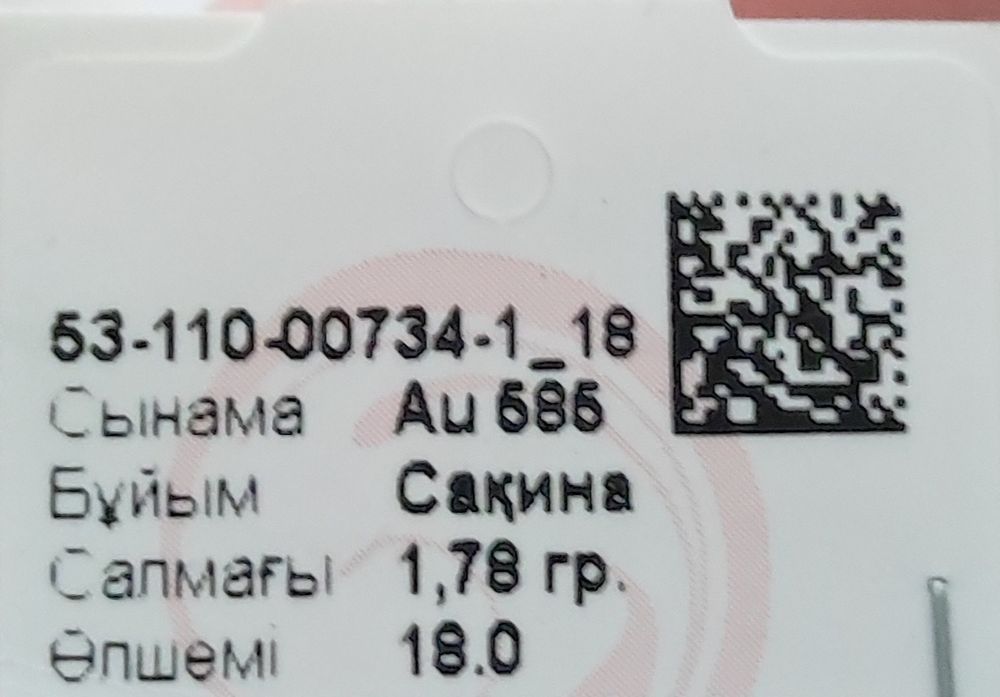 53-110-00734-1_18
Сынама Au 585
Бұйым Сақина
Салмағы 1,78 гр.
Өлшемі 18.0